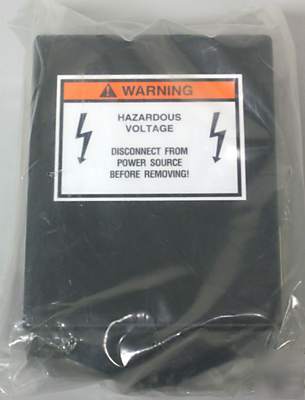 WARNING
HAZARDOUS
VOLTAGE
DISCONNECT FROM
POWER SOURCE
BEFORE REMOVING!